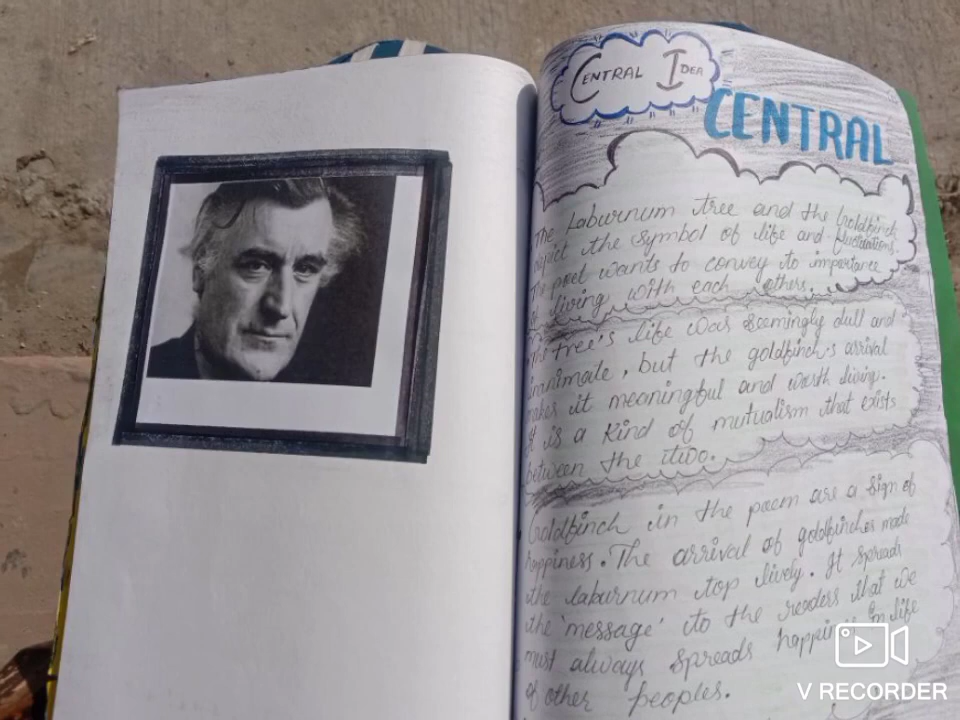 CENTRAL IDEA
CENTRAL
The Laburnum tree and the Goldfinch
depict the symbol of life and fluctuations,
The poet wants to convey to importance
of living with each others.
The tree's life was seemingly dull and
inanimate, but the goldfinch's arrival
makes it meaningful and worth living.
It is a kind of mutualism that exists
between the two.
Goldfinch in the poem are a sign of
happiness. The arrival of goldfinches made
the laburnum top lively. It spreads
the 'message' to the readers that we
must always spreads in life
of other peoples.
V RECORDER